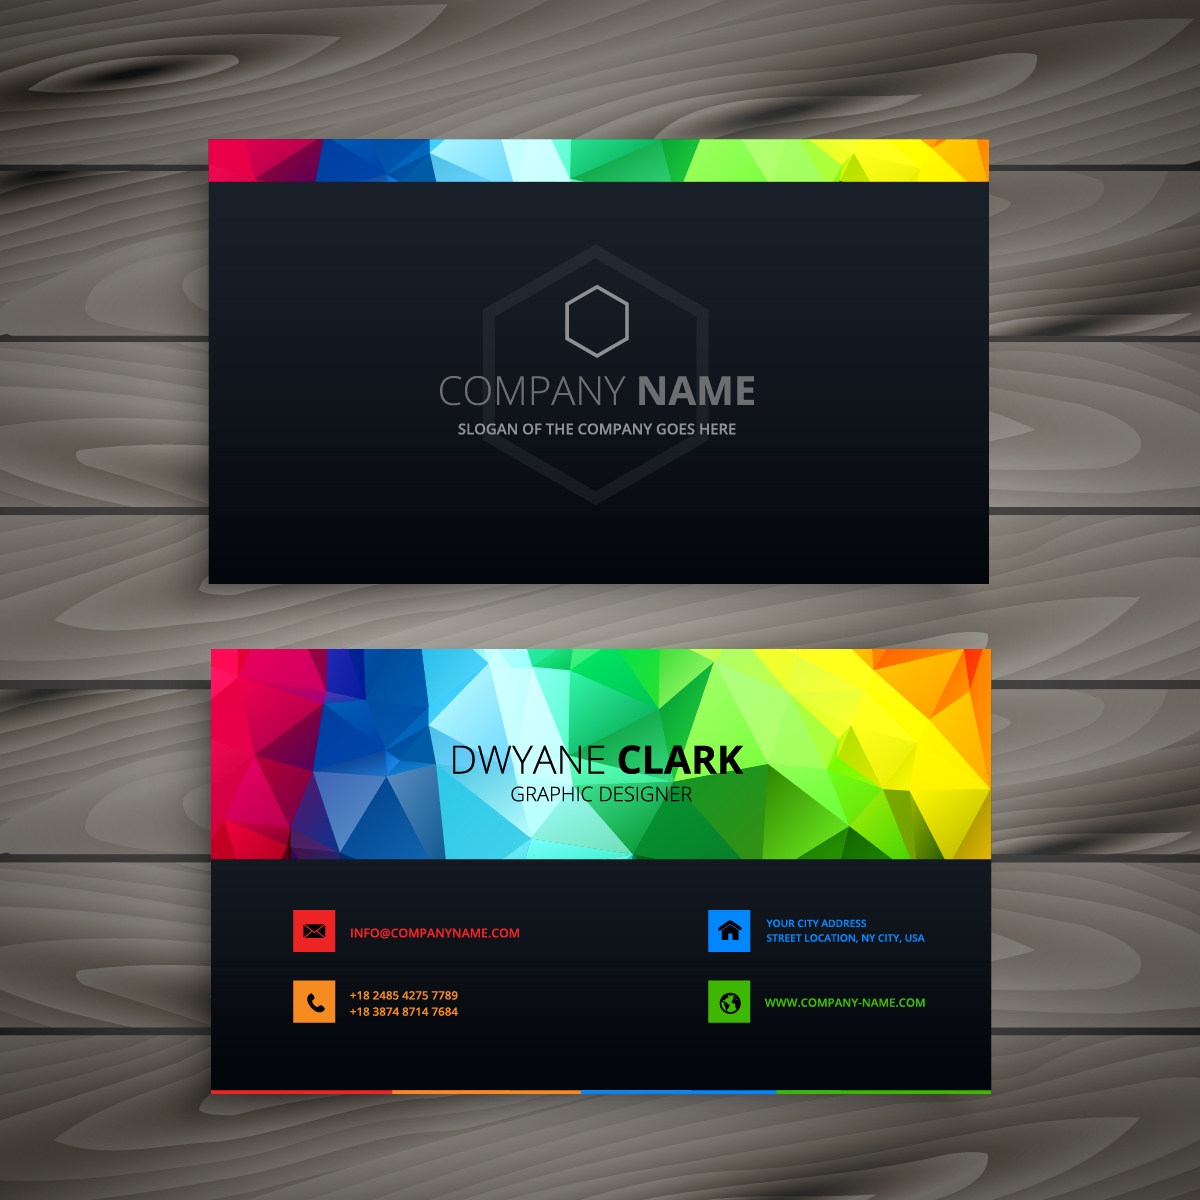 COMPANY NAME
SLOGAN OF THE COMPANY GOES HERE
DWYANE CLARK
GRAPHIC DESIGNER
INFO@COMPANYNAME.COM
YOUR CITY ADDRESS
STREET LOCATION, NY CITY, USA
+18 2485 4275 7789
+18 3874 8714 7684
WWW.COMPANY-NAME.COM